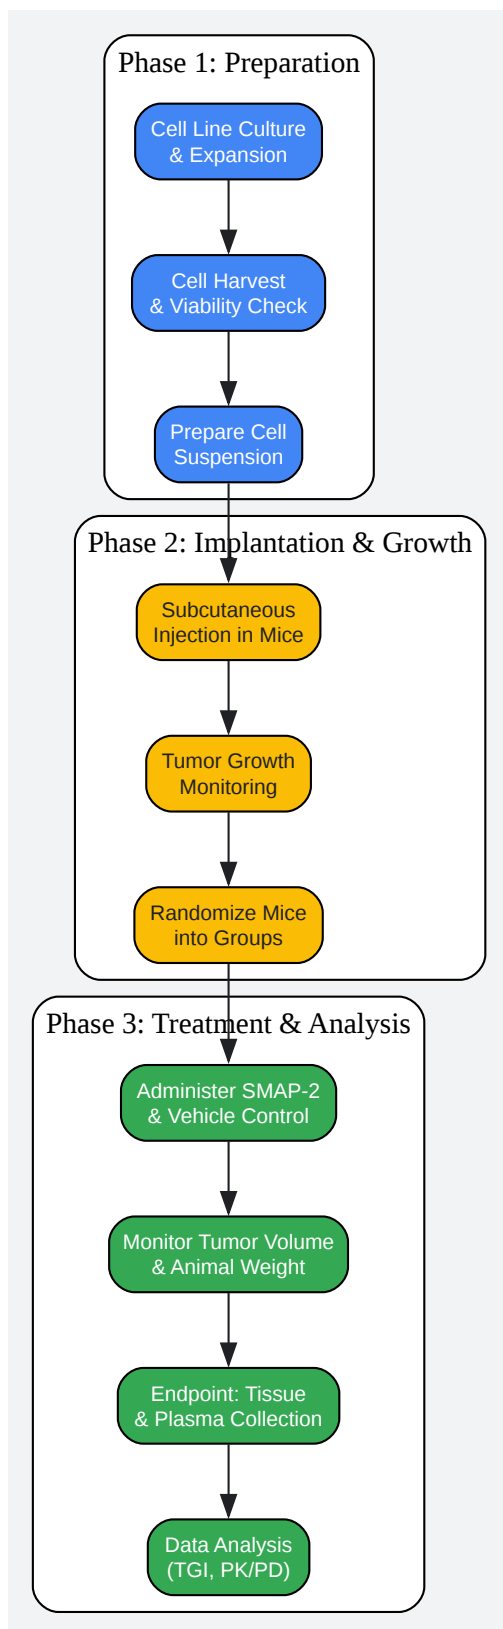 Phase 1: Preparation
Cell Line Culture
& Expansion
Cell Harvest
& Viability Check
Prepare Cell
Suspension
Phase 2: Implantation & Growth
Subcutaneous
Injection in Mice
Tumor Growth
Monitoring
Randomize Mice
into Groups
Phase 3: Treatment & Analysis
Administer SMAP-2
& Vehicle Control
Monitor Tumor Volume
& Animal Weight
Endpoint: Tissue
& Plasma Collection
Data Analysis
(TGI, PK/PD)